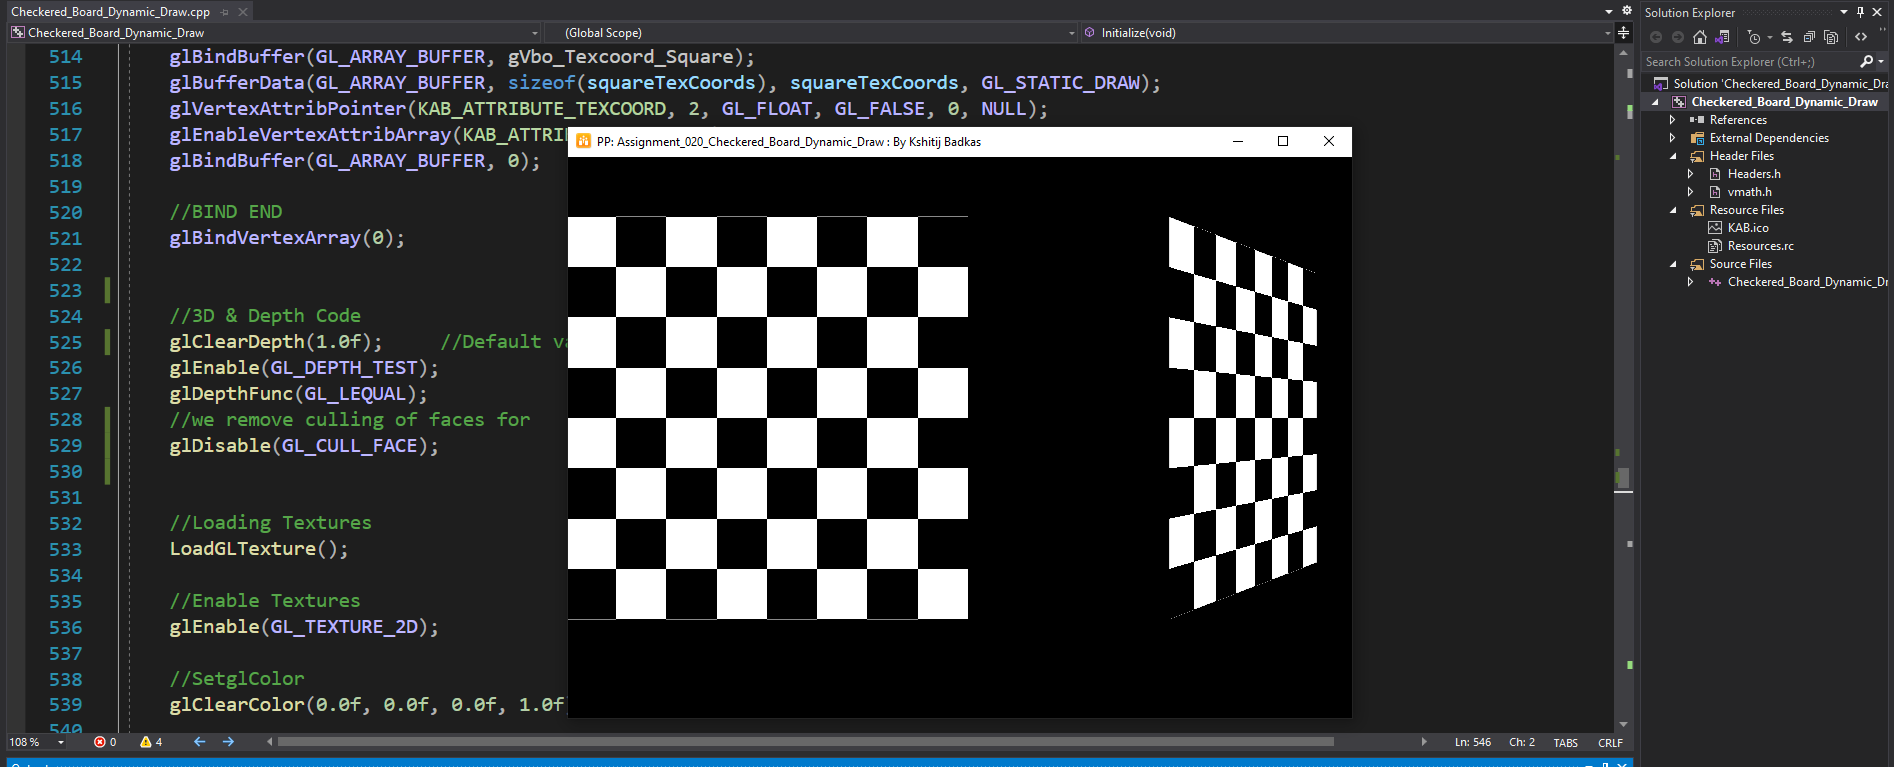 Checkered_Board_Dynamic_Draw.cpp
Checkered_Board_Dynamic_Draw
(Global Scope)
Initialize(void)
514 glBindBuffer(GL_ARRAY_BUFFER, gVbo_Texcoord_Square);
515 glBufferData(GL_ARRAY_BUFFER, sizeof(squareTexCoords), squareTexCoords, GL_STATIC_DRAW);
516 glVertexAttribPointer(KAB_ATTRIBUTE_TEXCOORD, 2, GL_FLOAT, GL_FALSE, 0, NULL);
517 glEnableVertexAttribArray(KAB_ATTRI
518 glBindBuffer(GL_ARRAY_BUFFER, 0);
519
520 //BIND END
521 glBindVertexArray(0);
522
523
524 //3D & Depth Code
525 glClearDepth(1.0f); //Default va
526 glEnable(GL_DEPTH_TEST);
527 glDepthFunc(GL_LEQUAL);
528 //we remove culling of faces for
529 glDisable(GL_CULL_FACE);
530
531
532 //Loading Textures
533 LoadGLTexture();
534
535 //Enable Textures
536 glEnable(GL_TEXTURE_2D);
537
538 //SetglColor
539 glClearColor(0.0f, 0.0f, 0.0f, 1.0f
540
PP: Assignment_020_Checkered_Board_Dynamic_Draw : By Kshitij Badkas
108 %
0
4
Ln: 546
Ch: 2
TABS
CRLF
Solution Explorer
Search Solution Explorer (Ctrl+;)
Solution 'Checkered_Board_Dynamic_Dra
Checkered_Board_Dynamic_Draw
References
External Dependencies
Header Files
Headers.h
vmath.h
Resource Files
KAB.ico
Resources.rc
Source Files
Checkered_Board_Dynamic_Dr